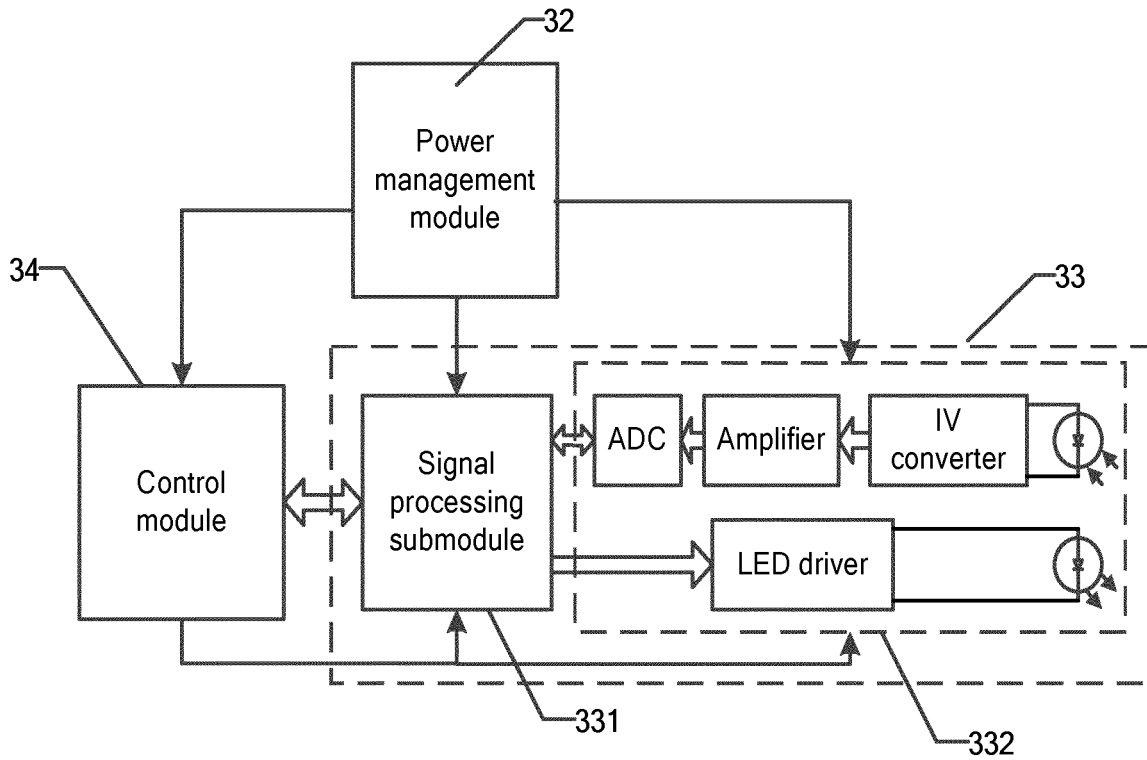 32
Power
management
module
34
33
Control
module
Signal
processing
submodule
ADC
Amplifier
IV
converter
LED driver
331
332